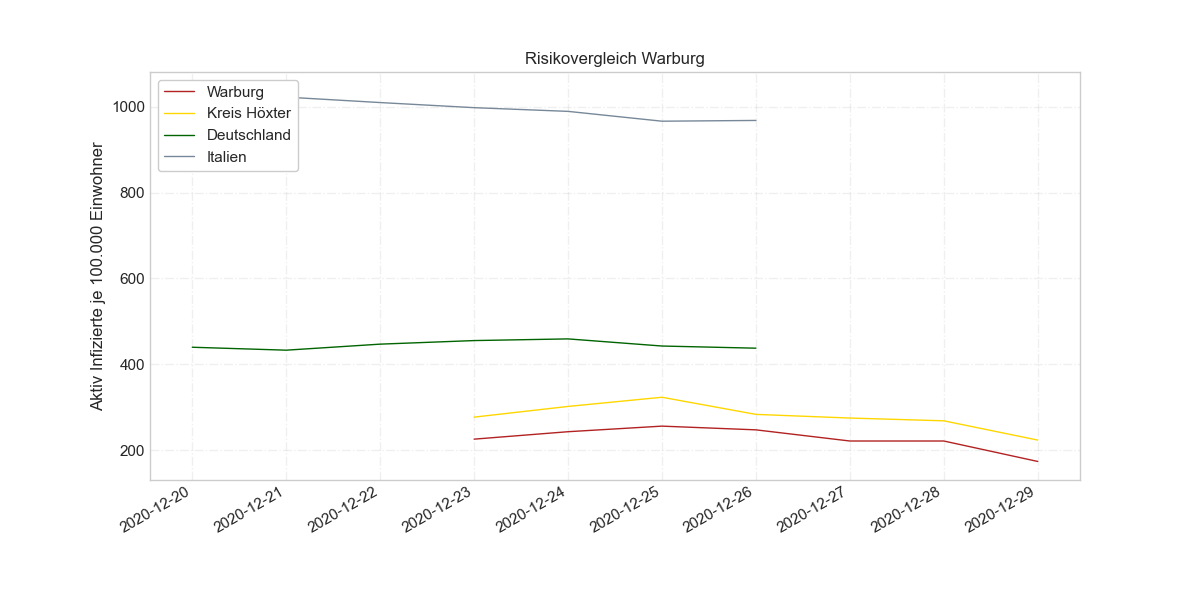 Risikovergleich Warburg
Warburg
Kreis Höxter
Deutschland
Italien
Aktiv Infizierte je 100.000 Einwohner
1000
800
600
400
200
2020-12-20
2020-12-21
2020-12-22
2020-12-23
2020-12-24
2020-12-25
2020-12-26
2020-12-27
2020-12-28
2020-12-29